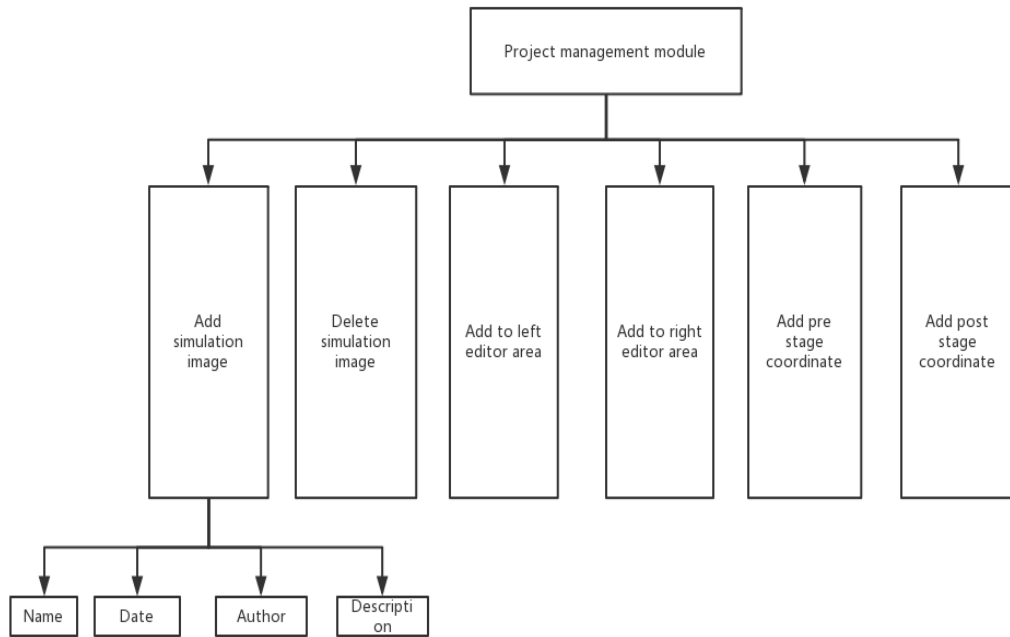 Project management module
Add
simulation
image
Delete
simulation
image
Add to left
editor area
Add to right
editor area
Add pre
stage
coordinate
Add post
stage
coordinate
Name
Date
Author
Descripti
on